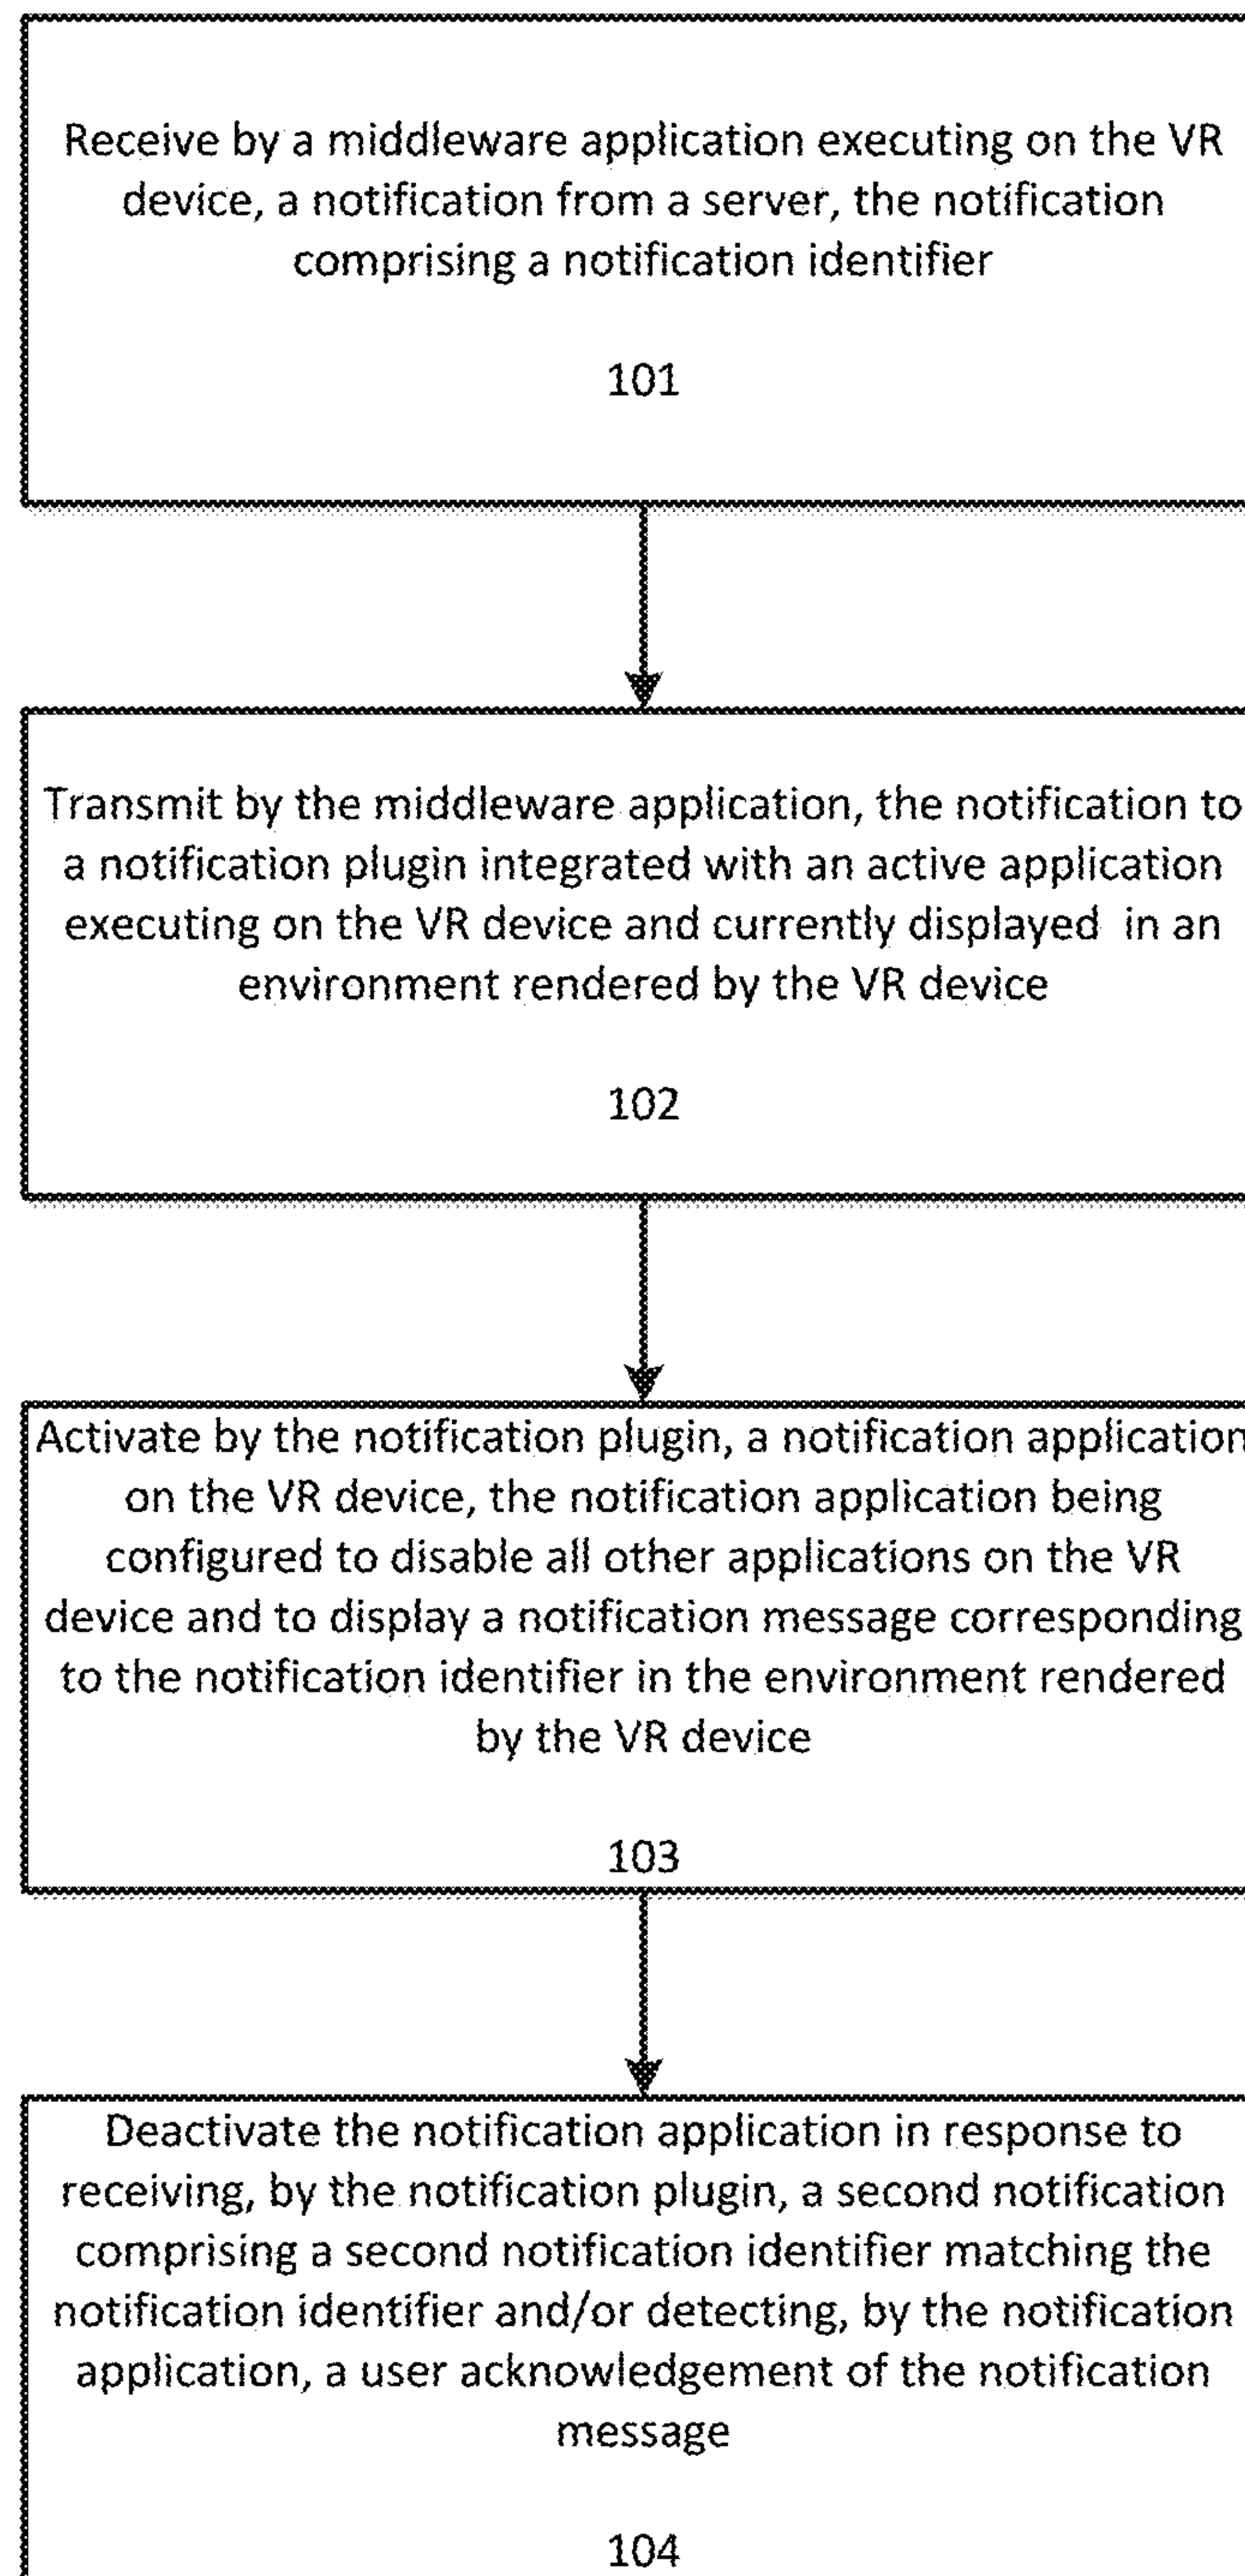 Receive by a middleware application executing on the VR
device, a notification from a server, the notification
comprising a notification identifier
101
Transmit by the middleware application, the notification to
a notification plugin integrated with an active application
executing on the VR device and currently displayed in an
environment rendered by the VR device
102
Activate by the notification plugin, a notification application
on the VR device, the notification application being
configured to disable all other applications on the VR
device and to display a notification message corresponding
to the notification identifier in the environment rendered
by the VR device
103
Deactivate the notification application in response to
receiving, by the notification plugin, a second notification
comprising a second notification identifier matching the
notification identifier and/or detecting, by the notification
application, a user acknowledgement of the notification
message
104